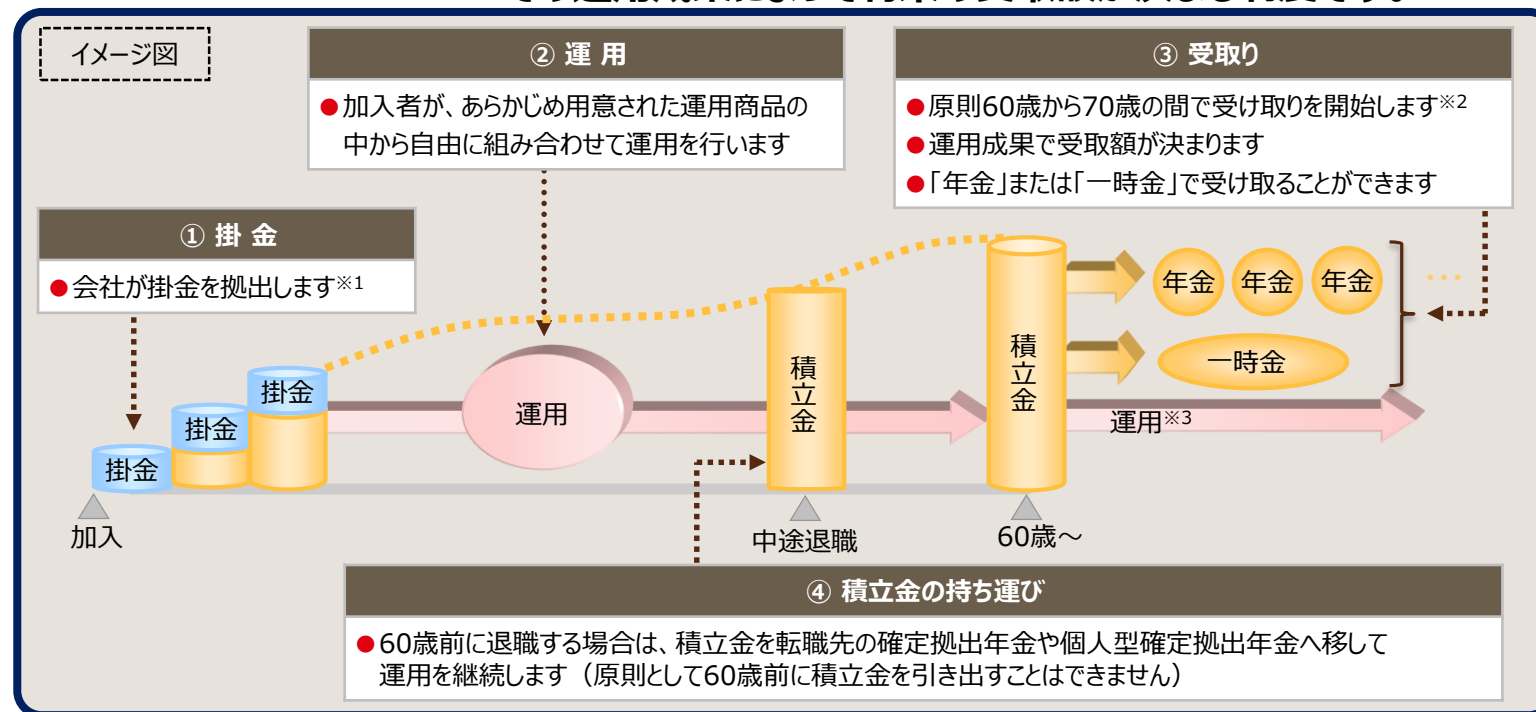 イメージ図
② 運 用
●加入者が、あらかじめ用意された運用商品の
中から自由に組み合わせて運用を行います
③ 受取り
●原則60歳から70歳の間で受け取りを開始します※2
●運用成果で受取額が決まります
●「年金」または「一時金」で受け取ることができます
① 掛 金
●会社が掛金を拠出します※1
年金
年金
年金
…
一時金
積立金
積立金
運用
運用※3
掛金
掛金
掛金
加入
中途退職
60歳～
④ 積立金の持ち運び
●60歳前に退職する場合は、積立金を転職先の確定拠出年金や個人型確定拠出年金へ移して
運用を継続します（原則として60歳前に積立金を引き出すことはできません）